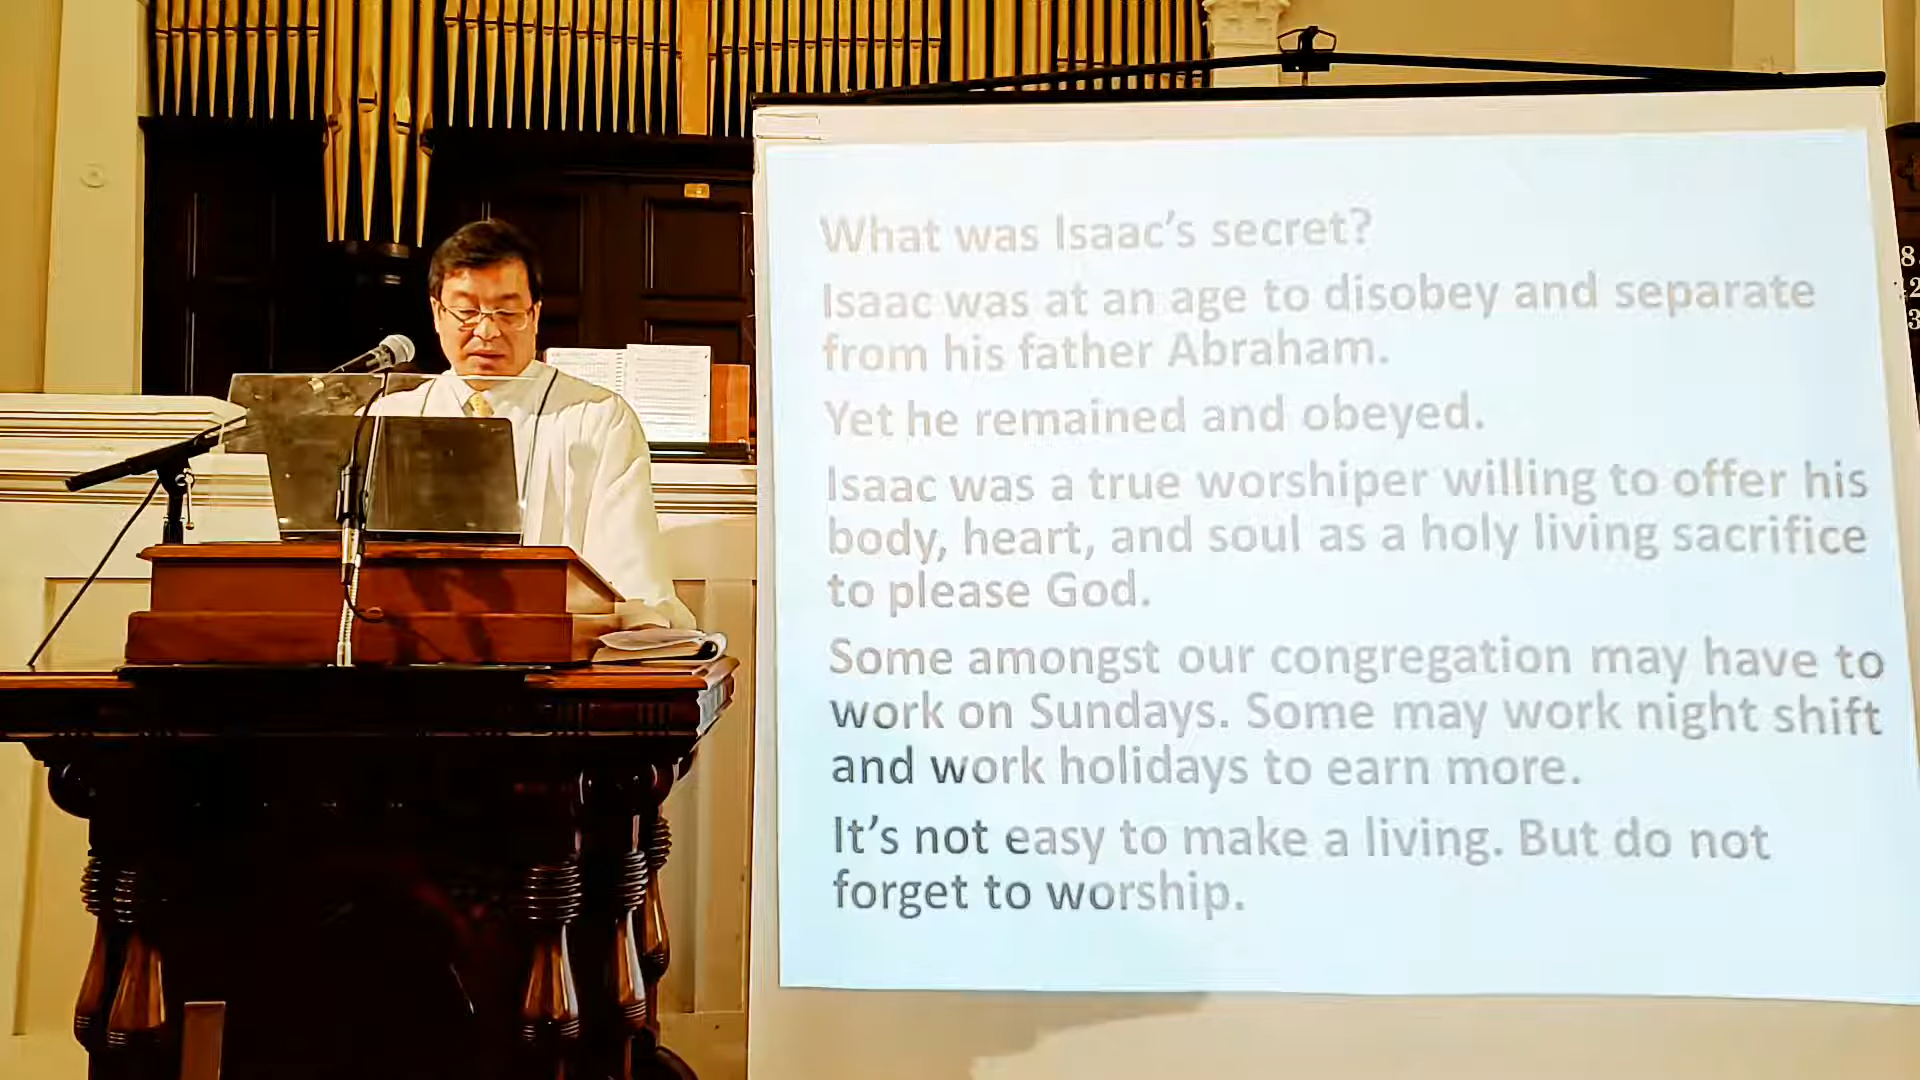 What was Isaac's secret?
Isaac was at an age to disobey and separate
from his father Abraham.
Yet he remained and obeyed.
Isaac was a true worshiper willing to offer his
body, heart, and soul as a holy living sacrifice
to please God.
Some amongst our congregation may have to
work on Sundays. Some may work night shift
and work holidays to earn more.
It's not easy to make a living. But do not
forget to worship.